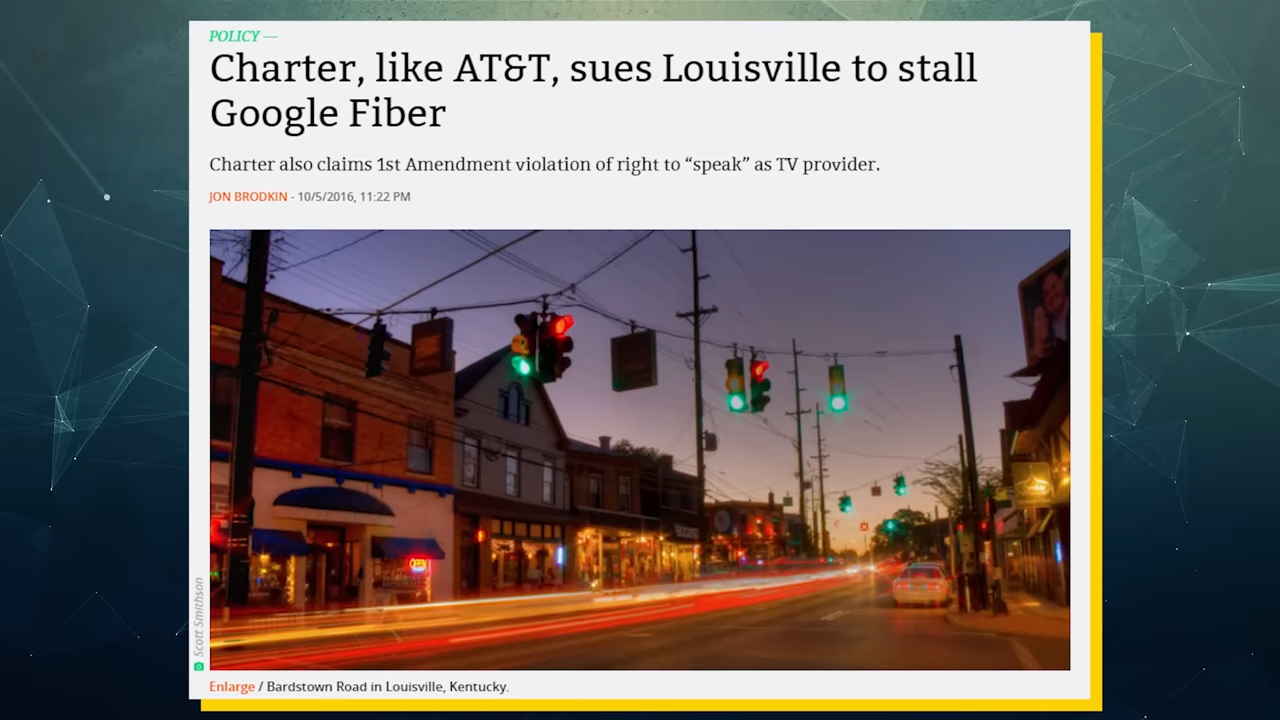 POLICY —
Charter, like AT&T, sues Louisville to stall
Google Fiber
Charter also claims 1st Amendment violation of right to “speak” as TV provider.
JON BRODKIN - 10/5/2016, 11:22 PM
OPEN
Scott Smithson
Enlarge / Bardstown Road in Louisville, Kentucky.